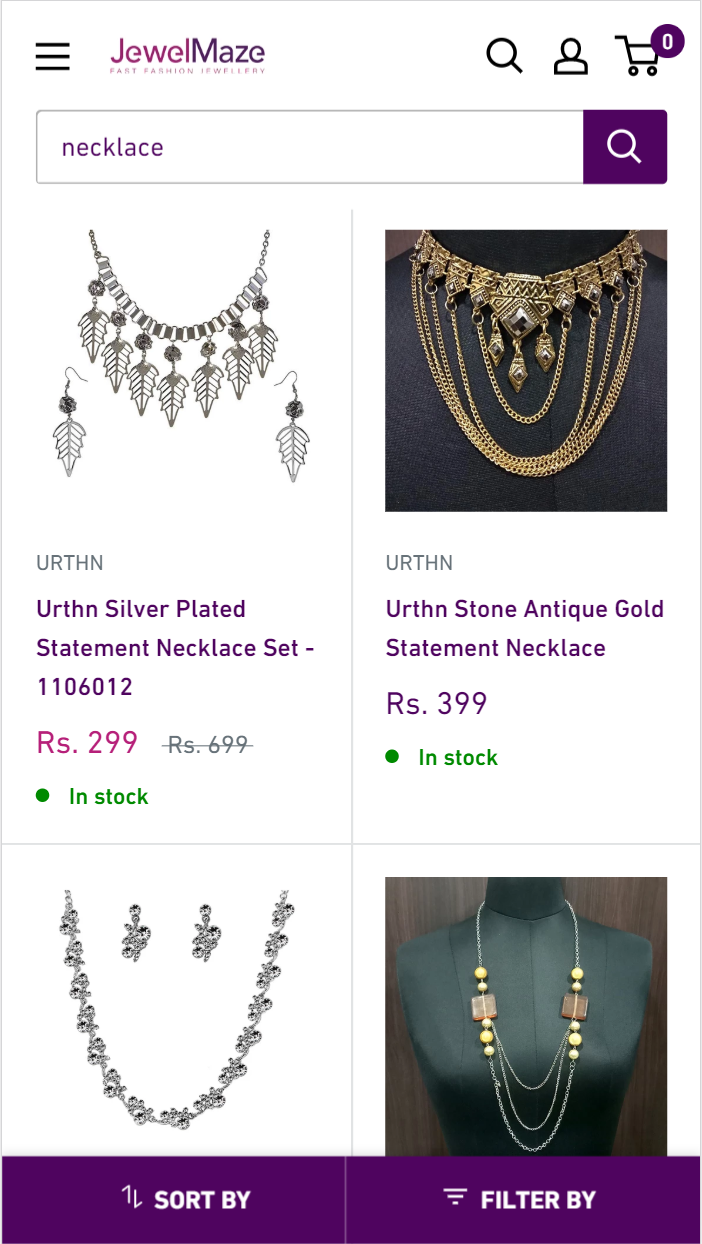 JewelMaze
FAST FASHION JEWELLERY
0
necklace
URTHN
Urthn Silver Plated
Statement Necklace Set -
1106012
Rs. 299 Rs. 699
In stock
URTHN
Urthn Stone Antique Gold
Statement Necklace
Rs. 399
In stock
SORT BY
FILTER BY